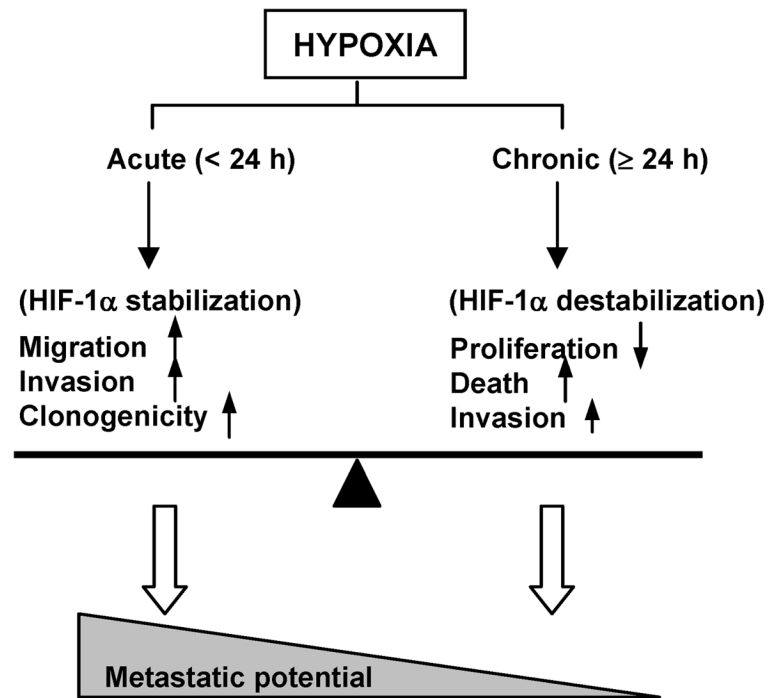 HYPOXIA
Acute (< 24 h)
Chronic (≥ 24 h)
(HIF-1α stabilization)
Migration
Invasion
Clonogenicity
(HIF-1α destabilization)
Proliferation
Death
Invasion
Metastatic potential